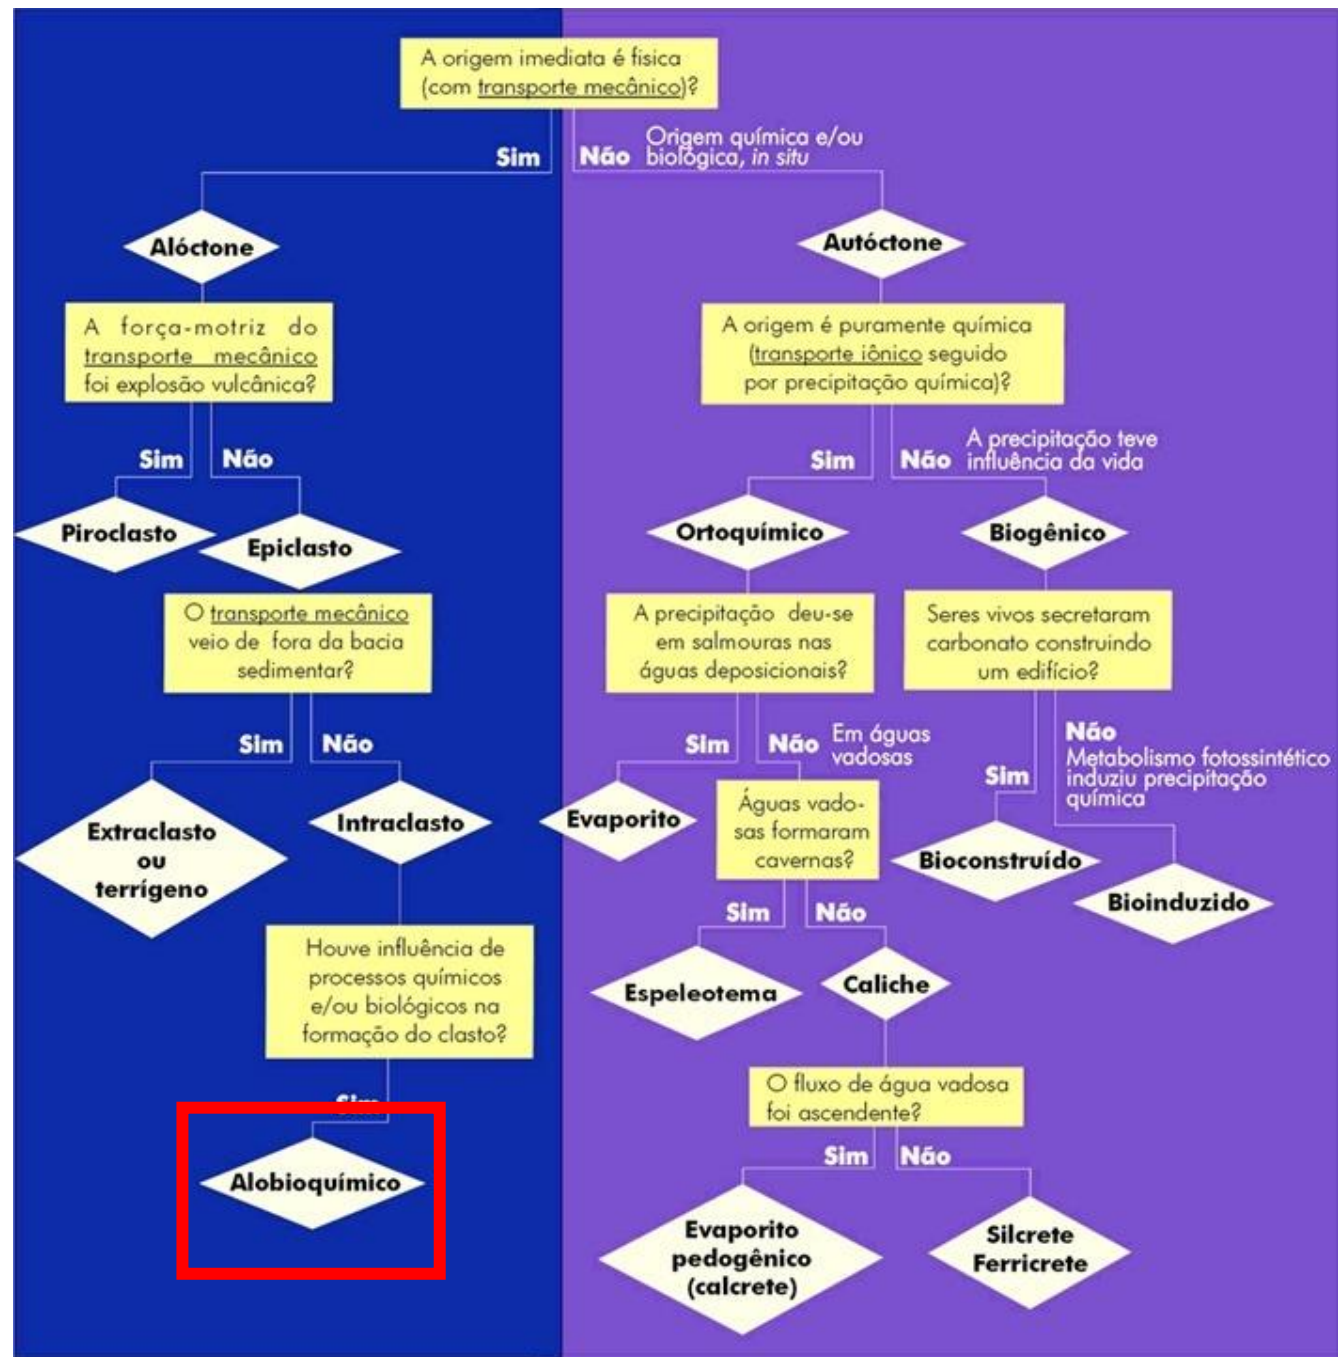 A origem imediata é física
(com transporte mecânico)?
Sim
Não
Origem química e/ou
biológica, in situ
Alóctone
A força-motriz do
transporte mecânico
foi explosão vulcânica?
Sim
Não
Piroclasto
Epiclasto
O transporte mecânico
veio de fora da bacia
sedimentar?
Sim
Não
Extraclasto
ou
terrígeno
Intraclasto
Houve influência de
processos químicos
e/ou biológicos na
formação do clasto?
Sim
Alobioquímico
Autóctone
A origem é puramente química
(transporte iônico seguido
por precipitação química)?
Sim
Não
A precipitação teve
influência da vida
Ortoquímico
Biogênico
A precipitação deu-se
em salmouras nas
águas deposicionais?
Sim
Não
Em águas
vadosas
Evaporito
Águas vado-
sas formaram
cavernas?
Sim
Não
Espeleotema
Caliche
O fluxo de água vadosa
foi ascendente?
Sim
Não
Evaporito
pedogênico
(calcrete)
Silcrete
Ferricrete
Seres vivos secretaram
carbonato construindo
um edifício?
Sim
Não
Metabolismo fotossintético
induziu precipitação
química
Bioconstruído
Bioinduzido